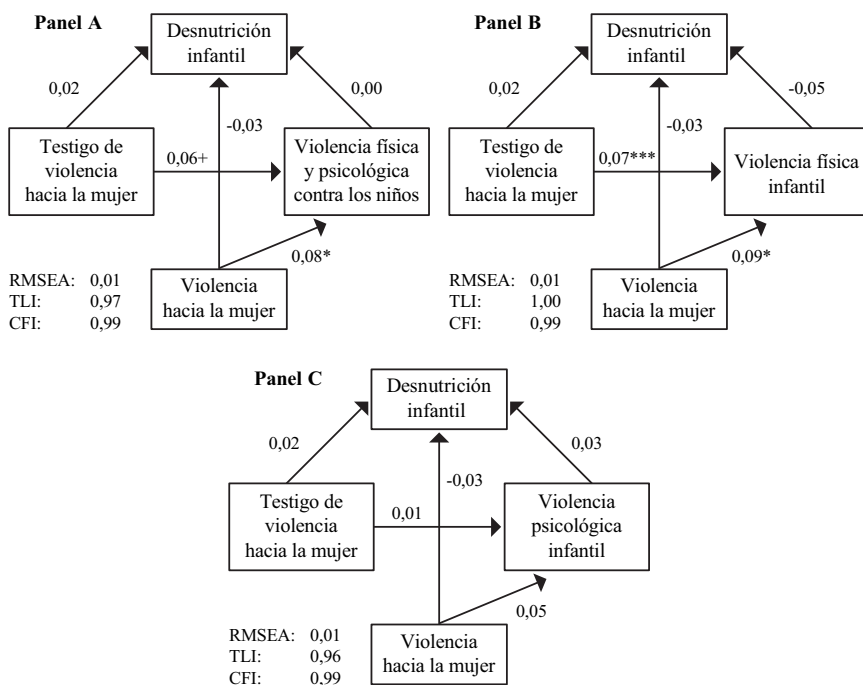 Panel A
Desnutrición
infantil
0,02
0,00
-0,03
Testigo de
violencia
hacia la mujer
0,06+
Violencia física
y psicológica
contra los niños
0,08*
Violencia
hacia la mujer
RMSEA: 0,01
TLI: 0,97
CFI: 0,99
Panel B
Desnutrición
infantil
0,02
-0,05
-0,03
Testigo de
violencia
hacia la mujer
0,07***
Violencia física
infantil
0,09*
Violencia
hacia la mujer
RMSEA: 0,01
TLI: 1,00
CFI: 0,99
Panel C
Desnutrición
infantil
0,02
0,03
-0,03
Testigo de
violencia
hacia la mujer
0,01
Violencia
psicológica
infantil
0,05
Violencia
hacia la mujer
RMSEA: 0,01
TLI: 0,96
CFI: 0,99